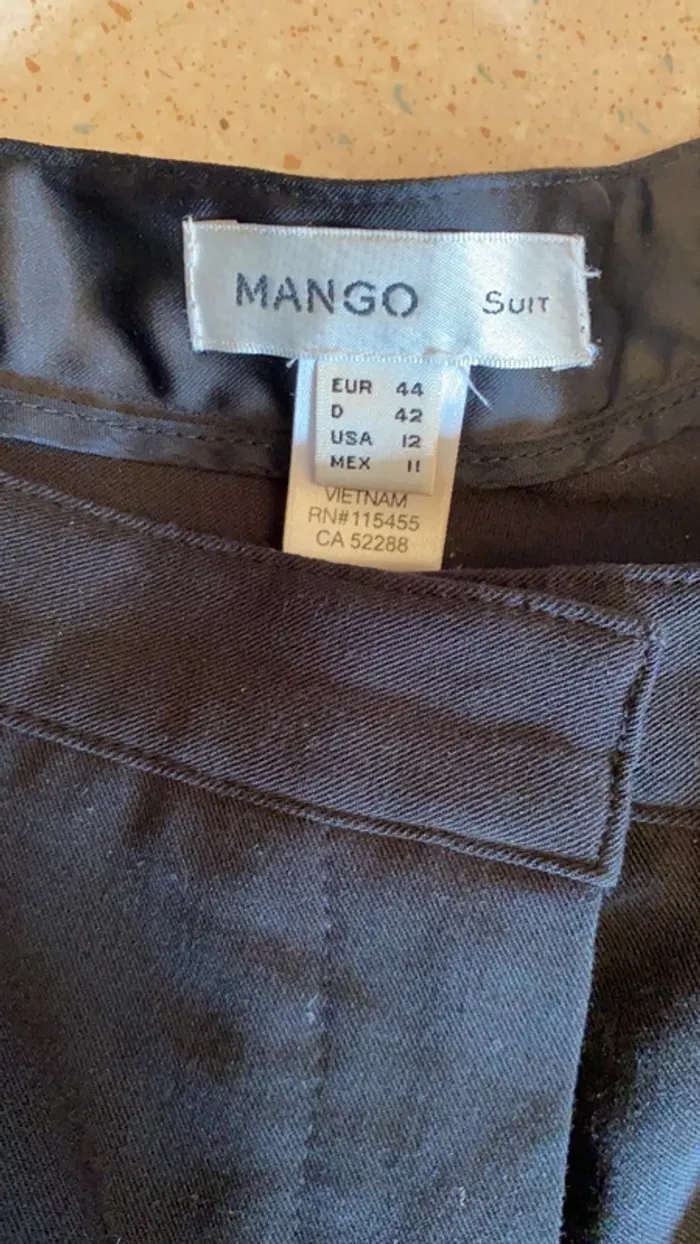 MANGO SUIT
EUR 44
D 42
USA 12
MEX 11
VIETNAM
RN#115455
CA 52288